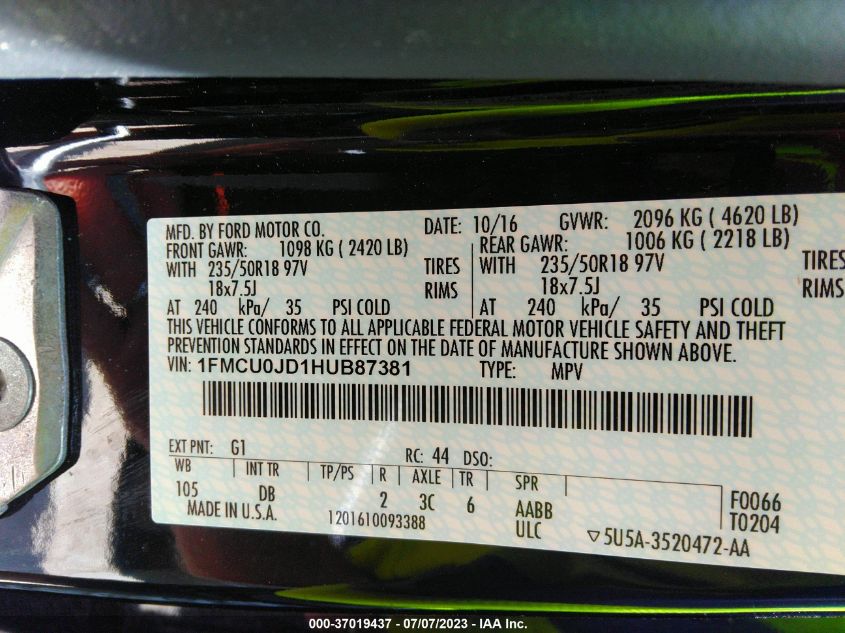 MFD. BY FORD MOTOR CO. DATE: 10/16 GVWR: 2096 KG ( 4620 LB)
FRONT GAWR: 1098 KG ( 2420 LB) REAR GAWR: 1006 KG ( 2218 LB)
WITH 235/50R18 97V TIRES WITH 235/50R18 97V TIRES
18x7.5J RIMS 18x7.5J RIMS
AT 240 kPa/ 35 PSI COLD AT 240 kPa/ 35 PSI COLD
THIS VEHICLE CONFORMS TO ALL APPLICABLE FEDERAL MOTOR VEHICLE SAFETY AND THEFT
PREVENTION STANDARDS IN EFFECT ON THE DATE OF MANUFACTURE SHOWN ABOVE.
VIN: 1FMCU0JD1HUB87381 TYPE: MPV
EXT PNT: G1 RC: 44 DSO:
WB INT TR TP/PS R AXLE TR SPR
105 DB 2 3C 6 AABB F0066
MADE IN U.S.A. 1201610093388 ULC T0204
▽5U5A-3520472-AA
000-37019437 - 07/07/2023 - IAA Inc.